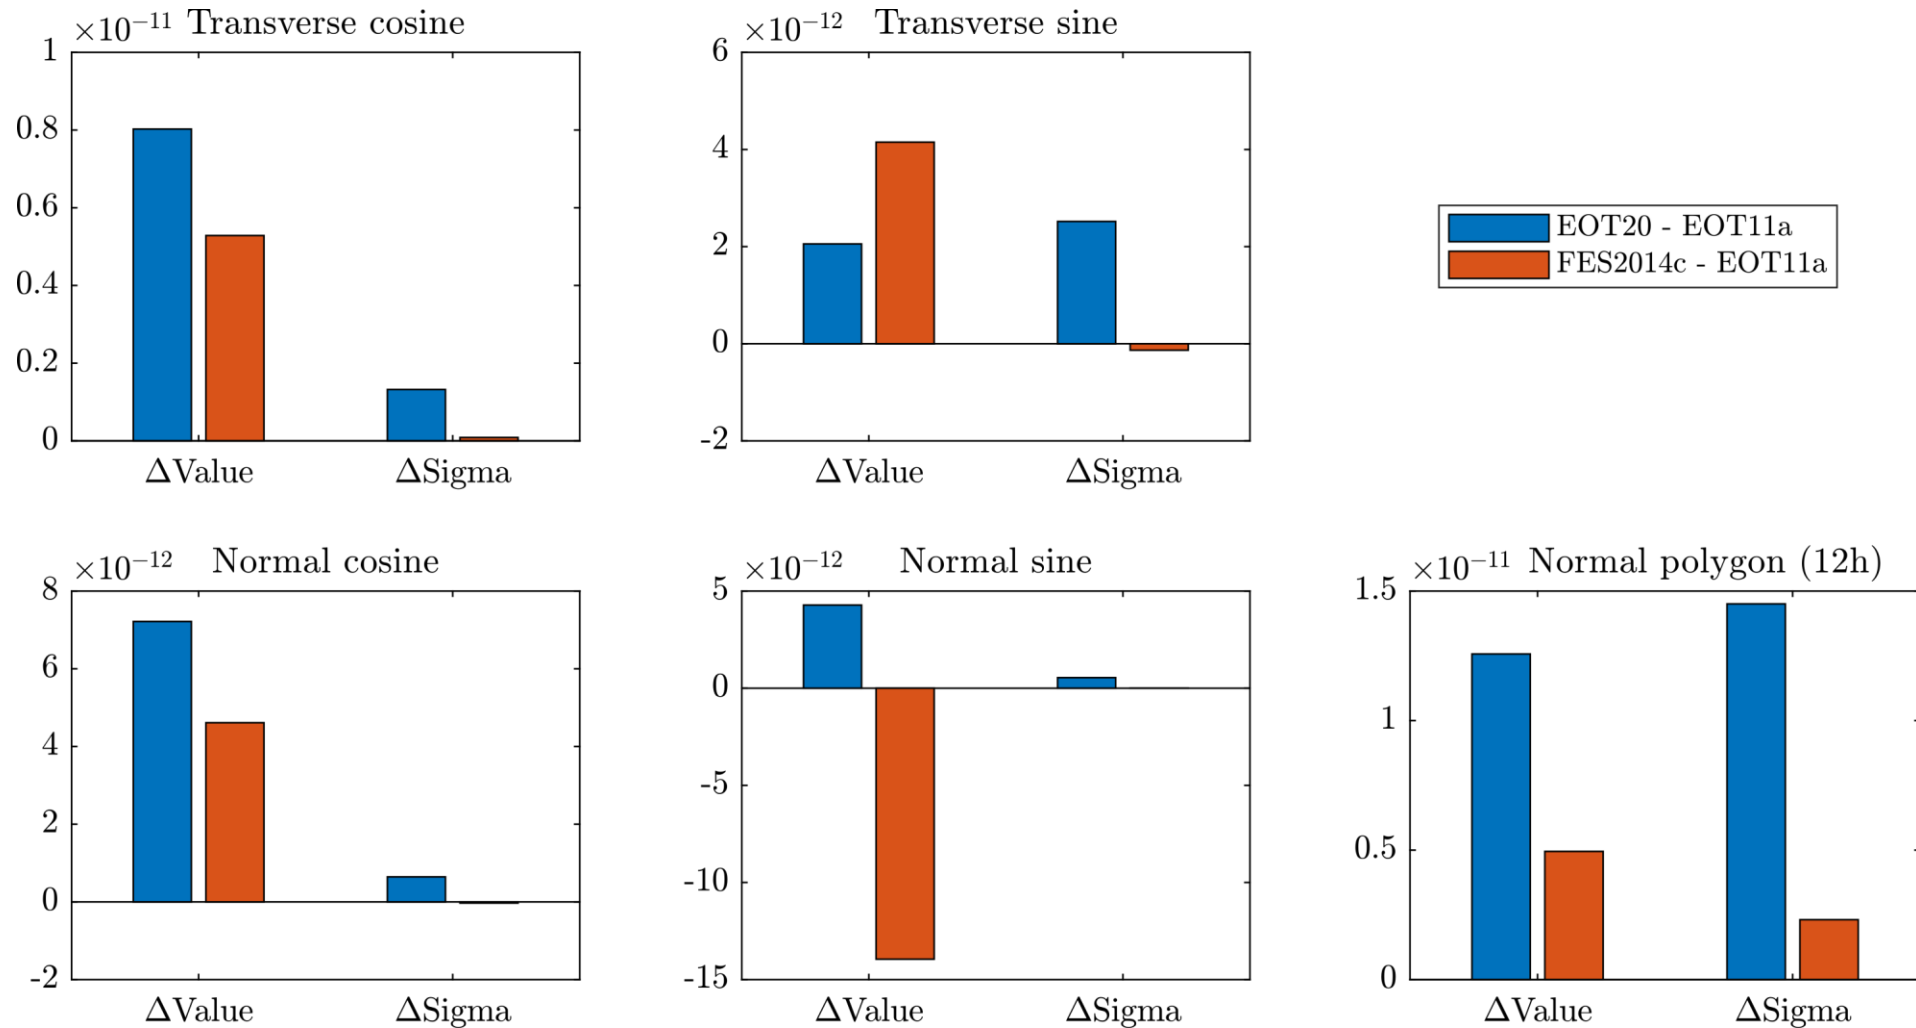 ×10⁻¹¹ Transverse cosine
1
0.8
0.6
0.4
0.2
0
ΔValue ΔSigma
×10⁻¹² Transverse sine
6
4
2
0
-2
ΔValue ΔSigma
EOT20 - EOT11a
FES2014c - EOT11a
×10⁻¹² Normal cosine
8
6
4
2
0
-2
ΔValue ΔSigma
×10⁻¹² Normal sine
5
0
-5
-10
-15
ΔValue ΔSigma
×10⁻¹¹ Normal polygon (12h)
1.5
1
0.5
0
ΔValue ΔSigma